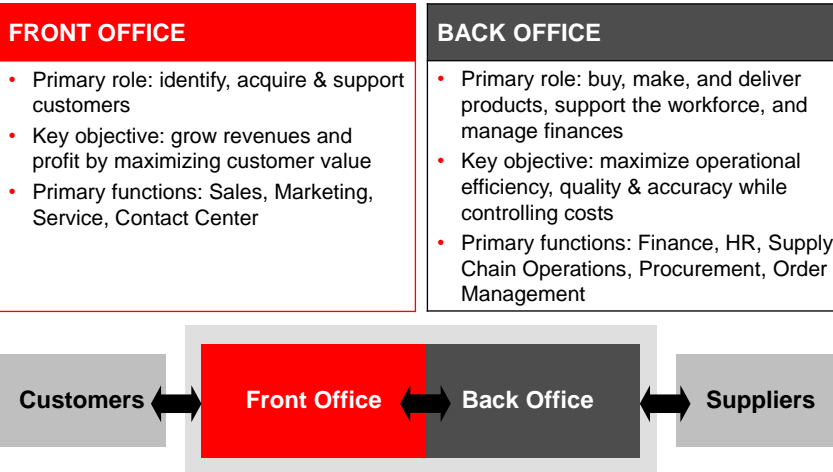 FRONT OFFICE
• Primary role: identify, acquire & support
customers
• Key objective: grow revenues and
profit by maximizing customer value
• Primary functions: Sales, Marketing,
Service, Contact Center
BACK OFFICE
• Primary role: buy, make, and deliver
products, support the workforce, and
manage finances
• Key objective: maximize operational
efficiency, quality & accuracy while
controlling costs
• Primary functions: Finance, HR, Supply
Chain Operations, Procurement, Order
Management
Customers
Front Office
Back Office
Suppliers